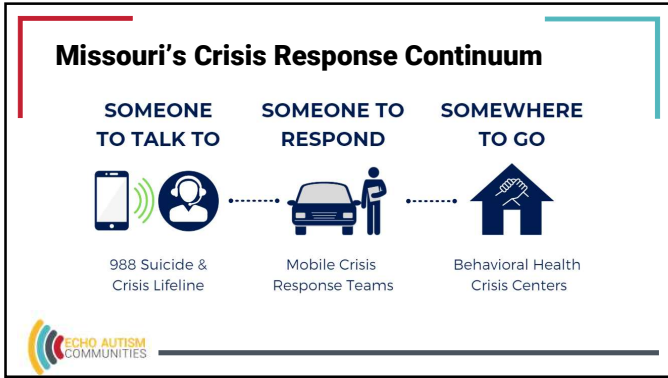 Missouri's Crisis Response Continuum
SOMEONE
TO TALK TO
SOMEONE TO
RESPOND
SOMEWHERE
TO GO
988 Suicide &
Crisis Lifeline
Mobile Crisis
Response Teams
Behavioral Health
Crisis Centers
ECHO AUTISM
COMMUNITIES